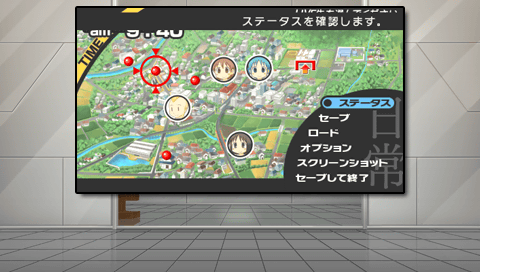 ステータスを確認します。
TIME
ステータス
セーブ
ロード
オプション
スクリーンショット
セーブして終了
日常